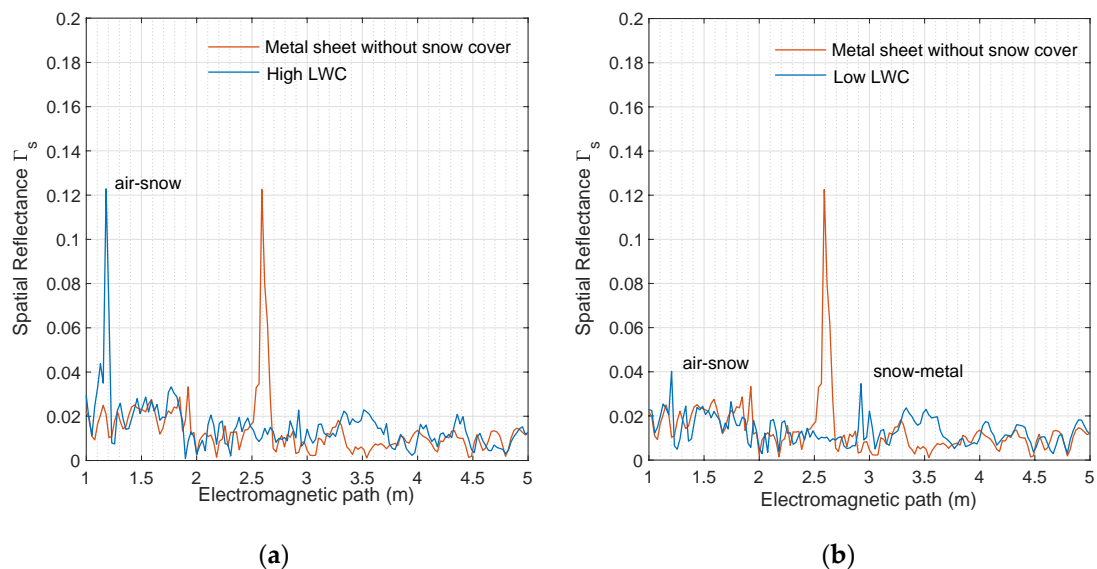 0.2
0.18
0.16
0.14
0.12
0.1
0.08
0.06
0.04
0.02
0
Spatial Reflectance Γs
Metal sheet without snow cover
High LWC
air-snow
1 1.5 2 2.5 3 3.5 4 4.5 5
Electromagnetic path (m)
(a)
0.2
0.18
0.16
0.14
0.12
0.1
0.08
0.06
0.04
0.02
0
Spatial Reflectance Γs
Metal sheet without snow cover
Low LWC
air-snow
snow-metal
1 1.5 2 2.5 3 3.5 4 4.5 5
Electromagnetic path (m)
(b)